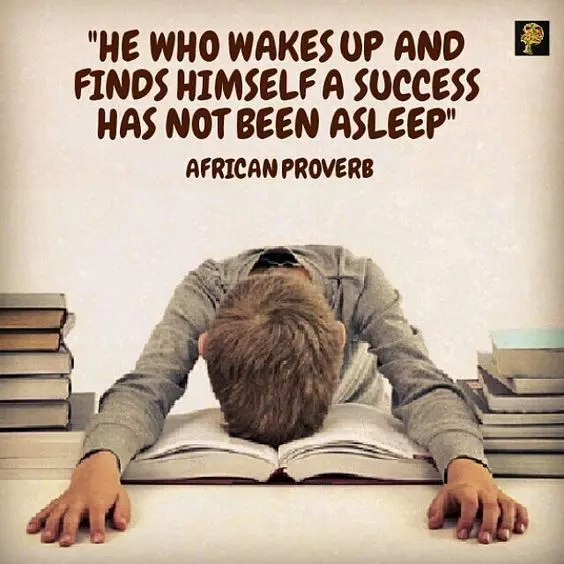 "HE WHO WAKES UP AND
FINDS HIMSELF A SUCCESS
HAS NOT BEEN ASLEEP"
AFRICAN PROVERB